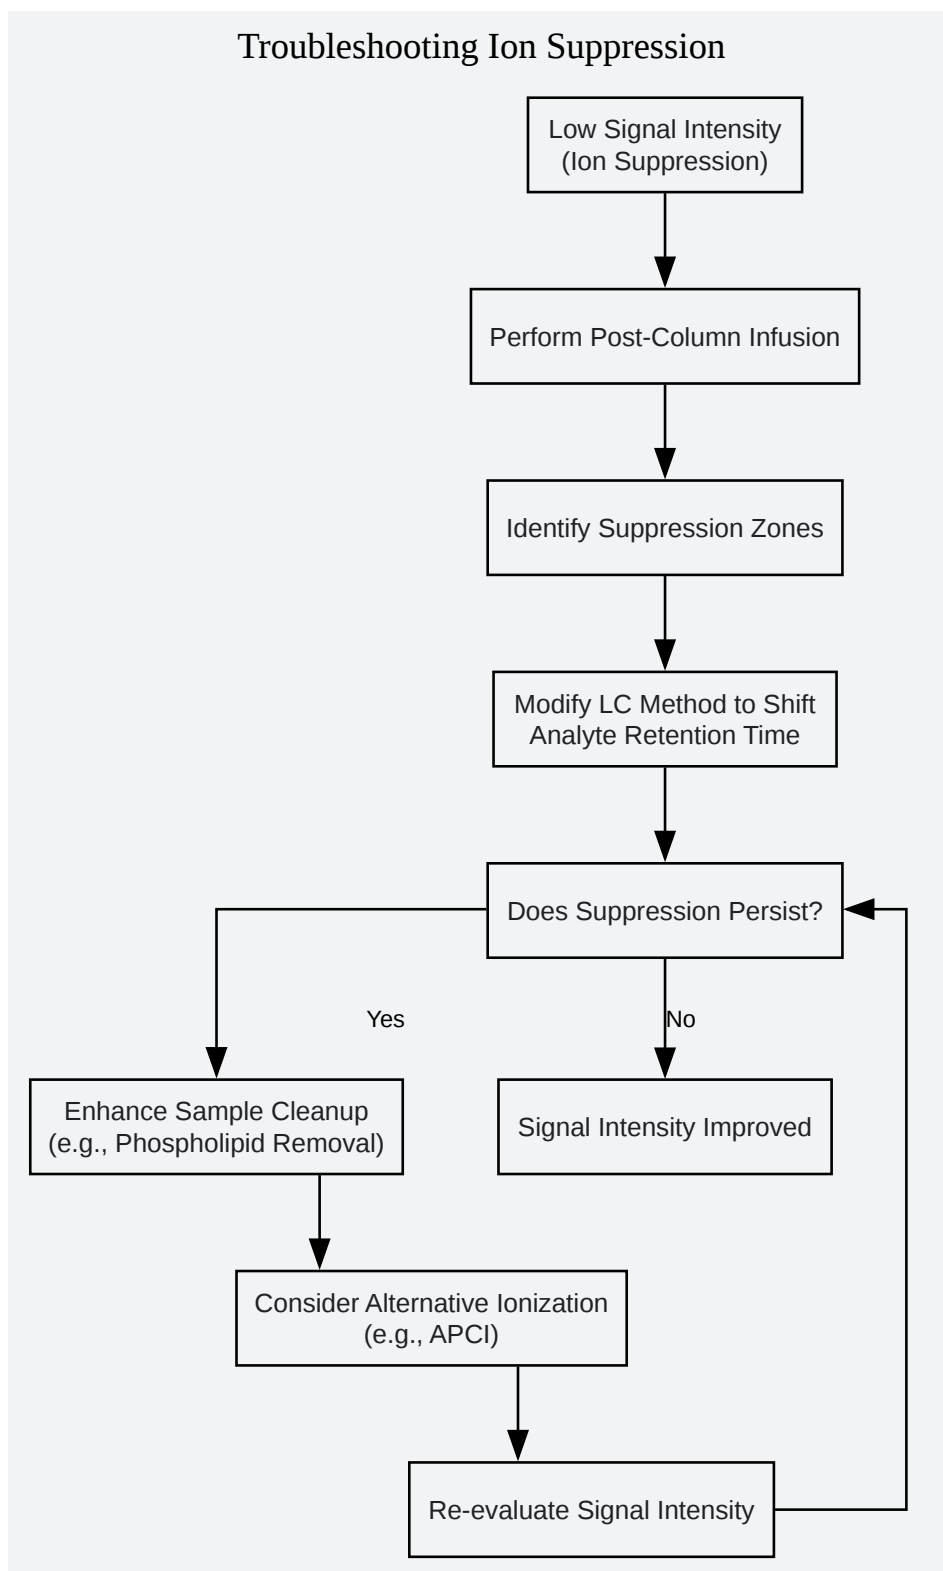 Troubleshooting Ion Suppression
Low Signal Intensity
(Ion Suppression)
Perform Post-Column Infusion
Identify Suppression Zones
Modify LC Method to Shift
Analyte Retention Time
Does Suppression Persist?
Yes
No
Enhance Sample Cleanup
(e.g., Phospholipid Removal)
Signal Intensity Improved
Consider Alternative Ionization
(e.g., APCI)
Re-evaluate Signal Intensity